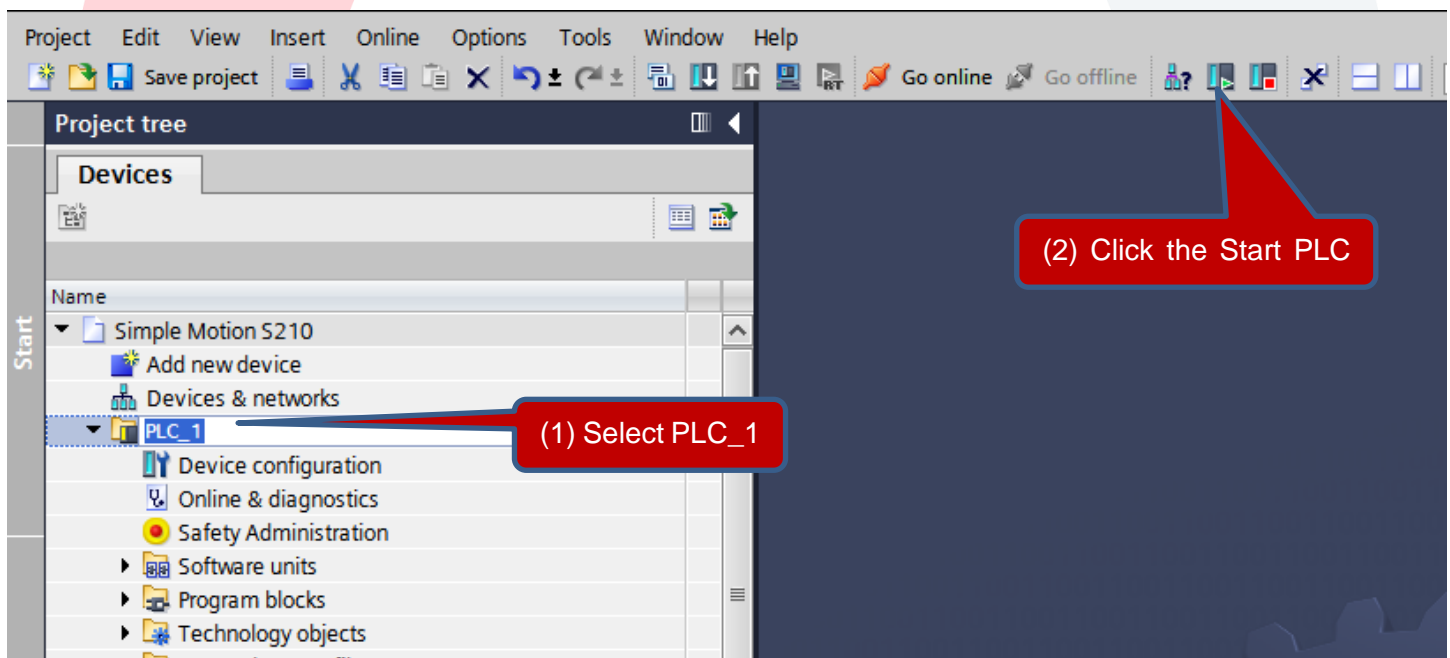 Project Edit View Insert Online Options Tools Window Help
Save project Go online Go offline
Project tree
Devices
(2) Click the Start PLC
Name
Start
Simple Motion S210
Add new device
Devices & networks
PLC_1
(1) Select PLC_1
Device configuration
Online & diagnostics
Safety Administration
Software units
Program blocks
Technology objects